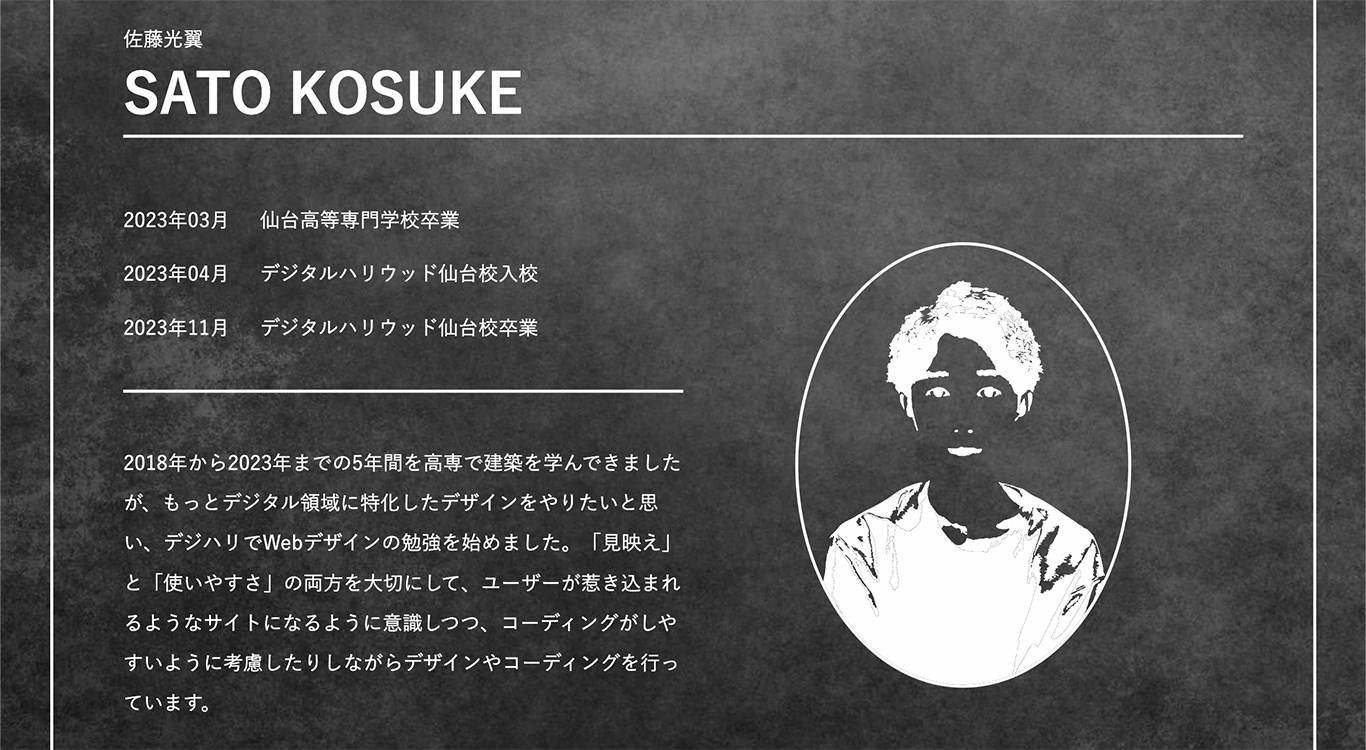 佐藤光翼
SATO KOSUKE
2023年03月 仙台高等専門学校卒業
2023年04月 デジタルハリウッド仙台校入校
2023年11月 デジタルハリウッド仙台校卒業
2018年から2023年までの5年間を高専で建築を学んできました
が、もっとデジタル領域に特化したデザインをやりたいと思
い、デジハリでWebデザインの勉強を始めました。「見映え」
と「使いやすさ」の両方を大切にして、ユーザーが惹き込まれ
るようなサイトになるように意識しつつ、コーディングがしや
すいように考慮したりしながらデザインやコーディングを行っ
ています。